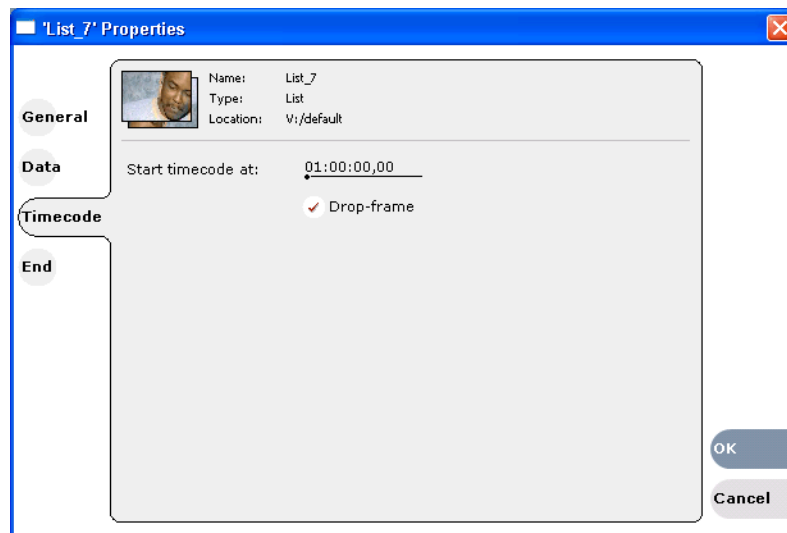 'List_7' Properties
General
Data
Timecode
End
Name: List_7
Type: List
Location: V:/default
Start timecode at: 01:00:00,00
Drop-frame
OK
Cancel